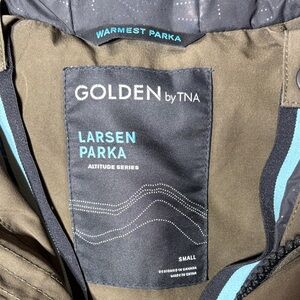 WARMEST PARKA
GOLDEN by TNA
LARSEN
PARKA
ALTITUDE SERIES
SMALL
DESIGNED IN CANADA
MADE IN CHINA